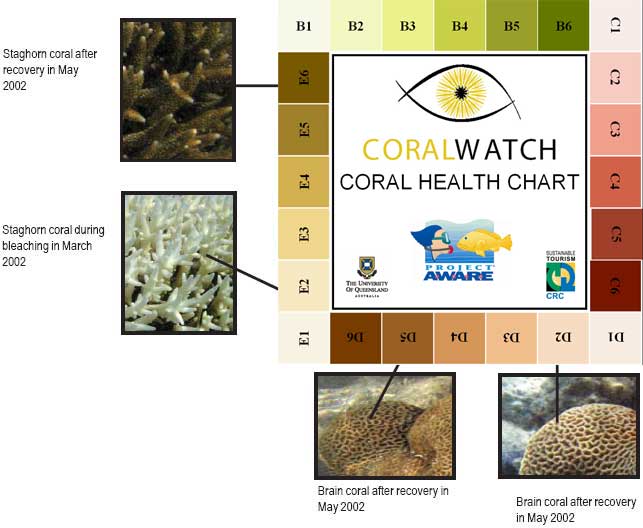 B1 B2 B3 B4 B5 B6 C1
Staghorn coral after
recovery in May
2002
E6
E5
E4
E3
E2
E1
C2
C3
C4
C5
C6
CORALWATCH
CORAL HEALTH CHART
Staghorn coral during
bleaching in March
2002
THE UNIVERSITY
OF QUEENSLAND
AUSTRALIA
PROJECT
AWARE
SUSTAINABLE
TOURISM
CRC
D6 D5 D4 D3 D2 D1
Brain coral after recovery in
May 2002
Brain coral after recovery
in May 2002